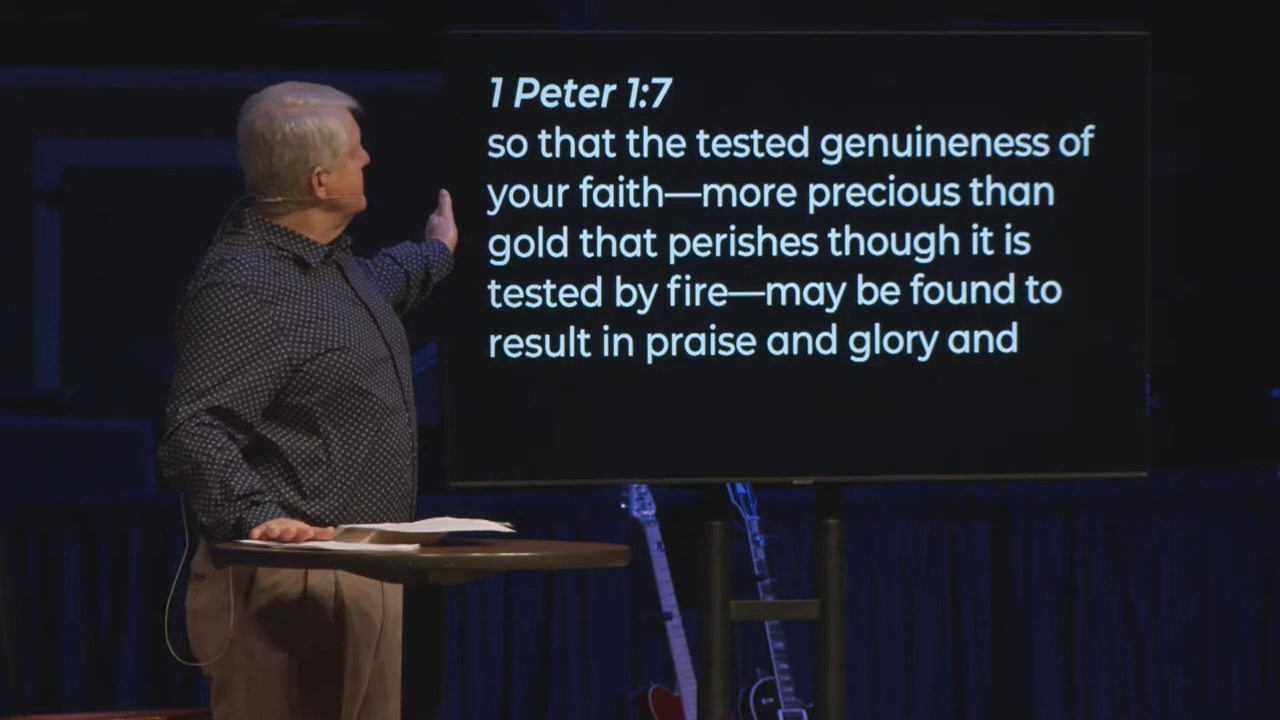 1 Peter 1:7
so that the tested genuineness of
your faith—more precious than
gold that perishes though it is
tested by fire—may be found to
result in praise and glory and